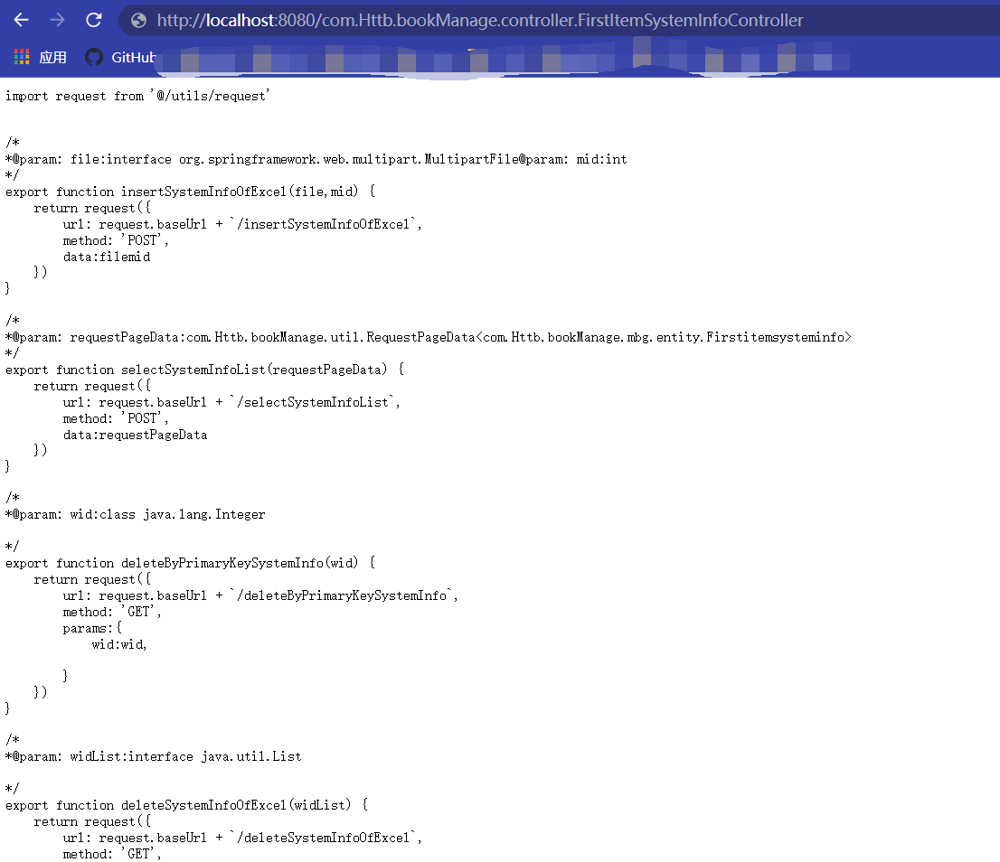 http://localhost:8080/com.Httb.bookManage.controller.FirstItemSystemInfoController
应用 GitHub
import request from '@/utils/request'
/*
*@param: file:interface org.springframework.web.multipart.MultipartFile@param: mid:int
*/
export function insertSystemInfoOfExcel(file,mid) {
return request({
url: request.baseUrl + `/insertSystemInfoOfExcel`,
method: 'POST',
data:filemid
})
}
/*
*@param: requestPageData:com.Httb.bookManage.util.RequestPageData<com.Httb.bookManage.mbg.entity.Firstitemsysteminfo>
*/
export function selectSystemInfoList(requestPageData) {
return request({
url: request.baseUrl + `/selectSystemInfoList`,
method: 'POST',
data:requestPageData
})
}
/*
*@param: wid:class java.lang.Integer
*/
export function deleteByPrimaryKeySystemInfo(wid) {
return request({
url: request.baseUrl + `/deleteByPrimaryKeySystemInfo`,
method: 'GET',
params:{
wid:wid,
}
})
}
/*
*@param: widList:interface java.util.List
*/
export function deleteSystemInfoOfExcel(widList) {
return request({
url: request.baseUrl + `/deleteSystemInfoOfExcel`,
method: 'GET',